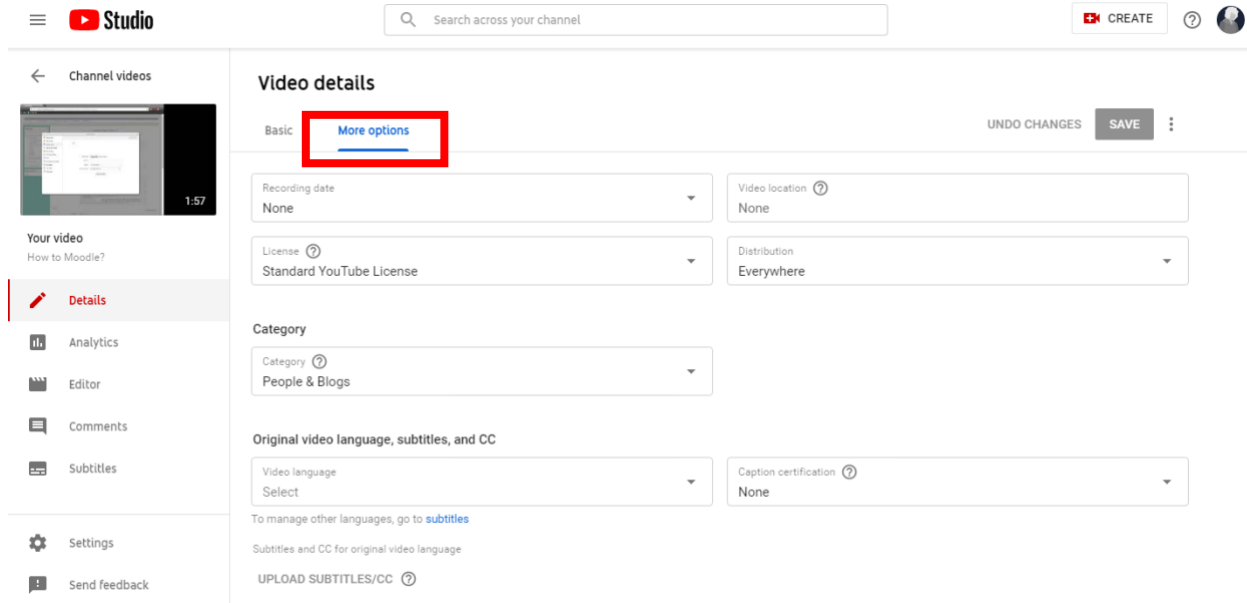 Studio
Search across your channel
CREATE
Channel videos
1:57
Your video
How to Moodle?
Details
Analytics
Editor
Comments
Subtitles
Settings
Send feedback
Video details
Basic
More options
UNDO CHANGES
SAVE
Recording date
None
Video location
None
License
Standard YouTube License
Distribution
Everywhere
Category
Category
People & Blogs
Original video language, subtitles, and CC
Video language
Select
Caption certification
None
To manage other languages, go to subtitles
Subtitles and CC for original video language
UPLOAD SUBTITLES/CC